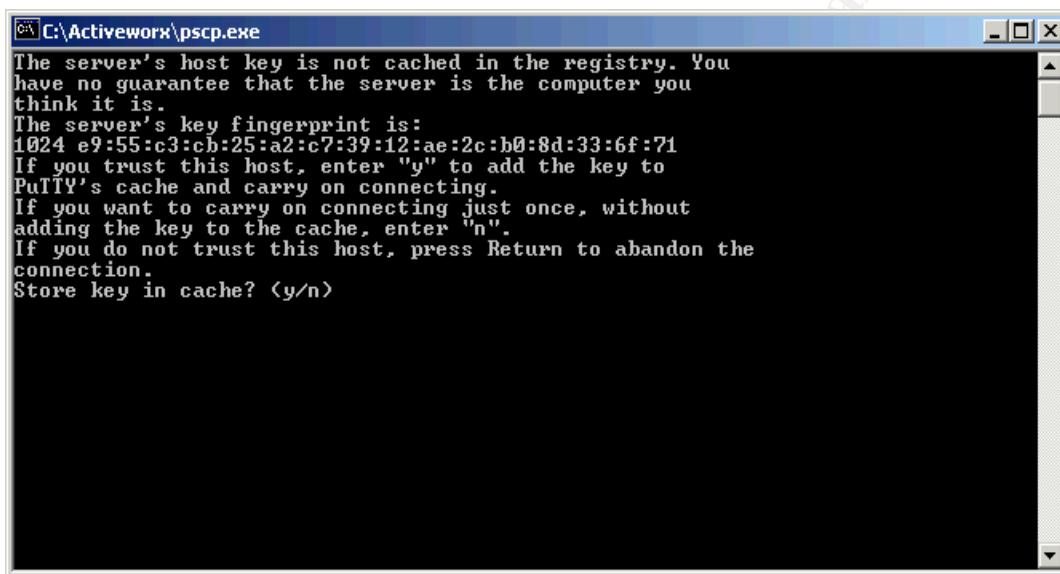 C:\Activeworx\pscp.exe
The server's host key is not cached in the registry. You
have no guarantee that the server is the computer you
think it is.
The server's key fingerprint is:
1024 e9:55:c3:cb:25:a2:c7:39:12:ae:2c:b0:8d:33:6f:71
If you trust this host, enter "y" to add the key to
PuTTY's cache and carry on connecting.
If you want to carry on connecting just once, without
adding the key to the cache, enter "n".
If you do not trust this host, press Return to abandon the
connection.
Store key in cache? (y/n)